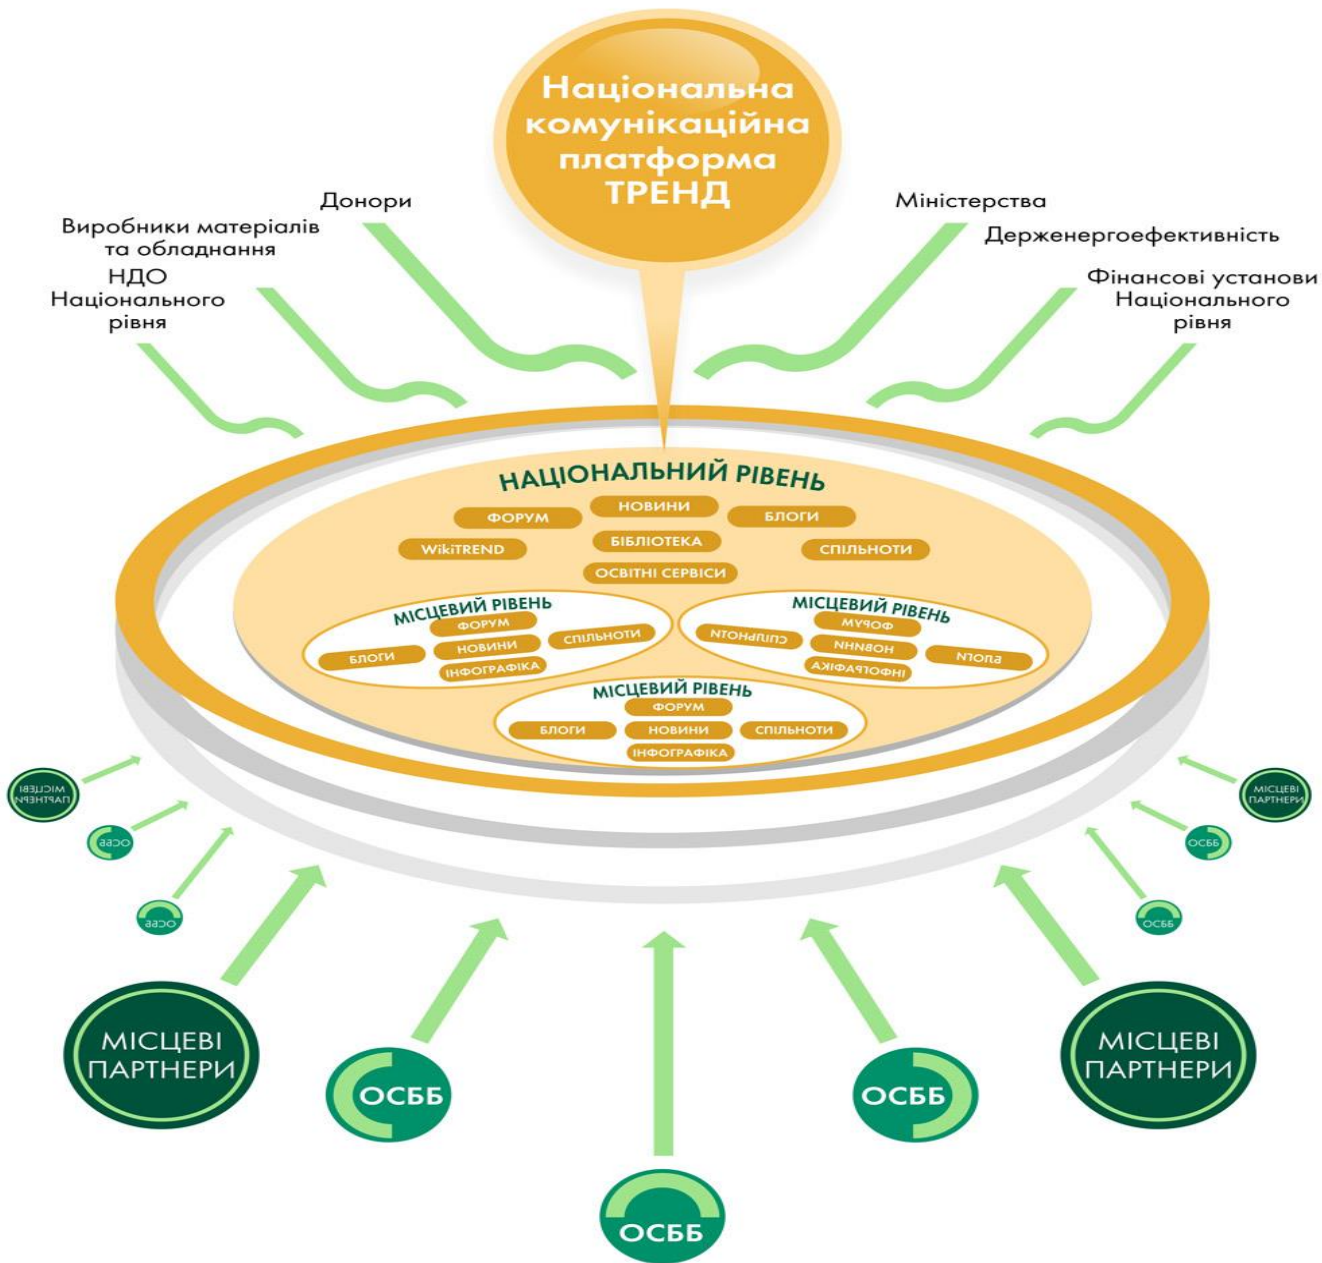 Національна
комунікаційна
платформа
ТРЕНД
Донори
Виробники матеріалів
та обладнання
НДО
Національного
рівня
Міністерства
Держенергоефективність
Фінансові установи
Національного
рівня
НАЦІОНАЛЬНИЙ РІВЕНЬ
ФОРУМ
НОВИНИ
БЛОГИ
WikiTREND
БІБЛІОТЕКА
СПІЛЬНОТИ
ОСВІТНІ СЕРВІСИ
МІСЦЕВИЙ РІВЕНЬ
ФОРУМ
БЛОГИ
НОВИНИ
СПІЛЬНОТИ
ІНФОГРАФІКА
МІСЦЕВИЙ РІВЕНЬ
ФОРУМ
СПІЛЬНОТИ
НОВИНИ
БЛОГИ
ІНФОГРАФІКА
МІСЦЕВИЙ РІВЕНЬ
ФОРУМ
БЛОГИ
НОВИНИ
СПІЛЬНОТИ
ІНФОГРАФІКА
МІСЦЕВІ
ПАРТНЕРИ
ОСББ
ОСББ
МІСЦЕВІ
ПАРТНЕРИ
ОСББ
ОСББ
МІСЦЕВІ
ПАРТНЕРИ
ОСББ
ОСББ
ОСББ
МІСЦЕВІ
ПАРТНЕРИ